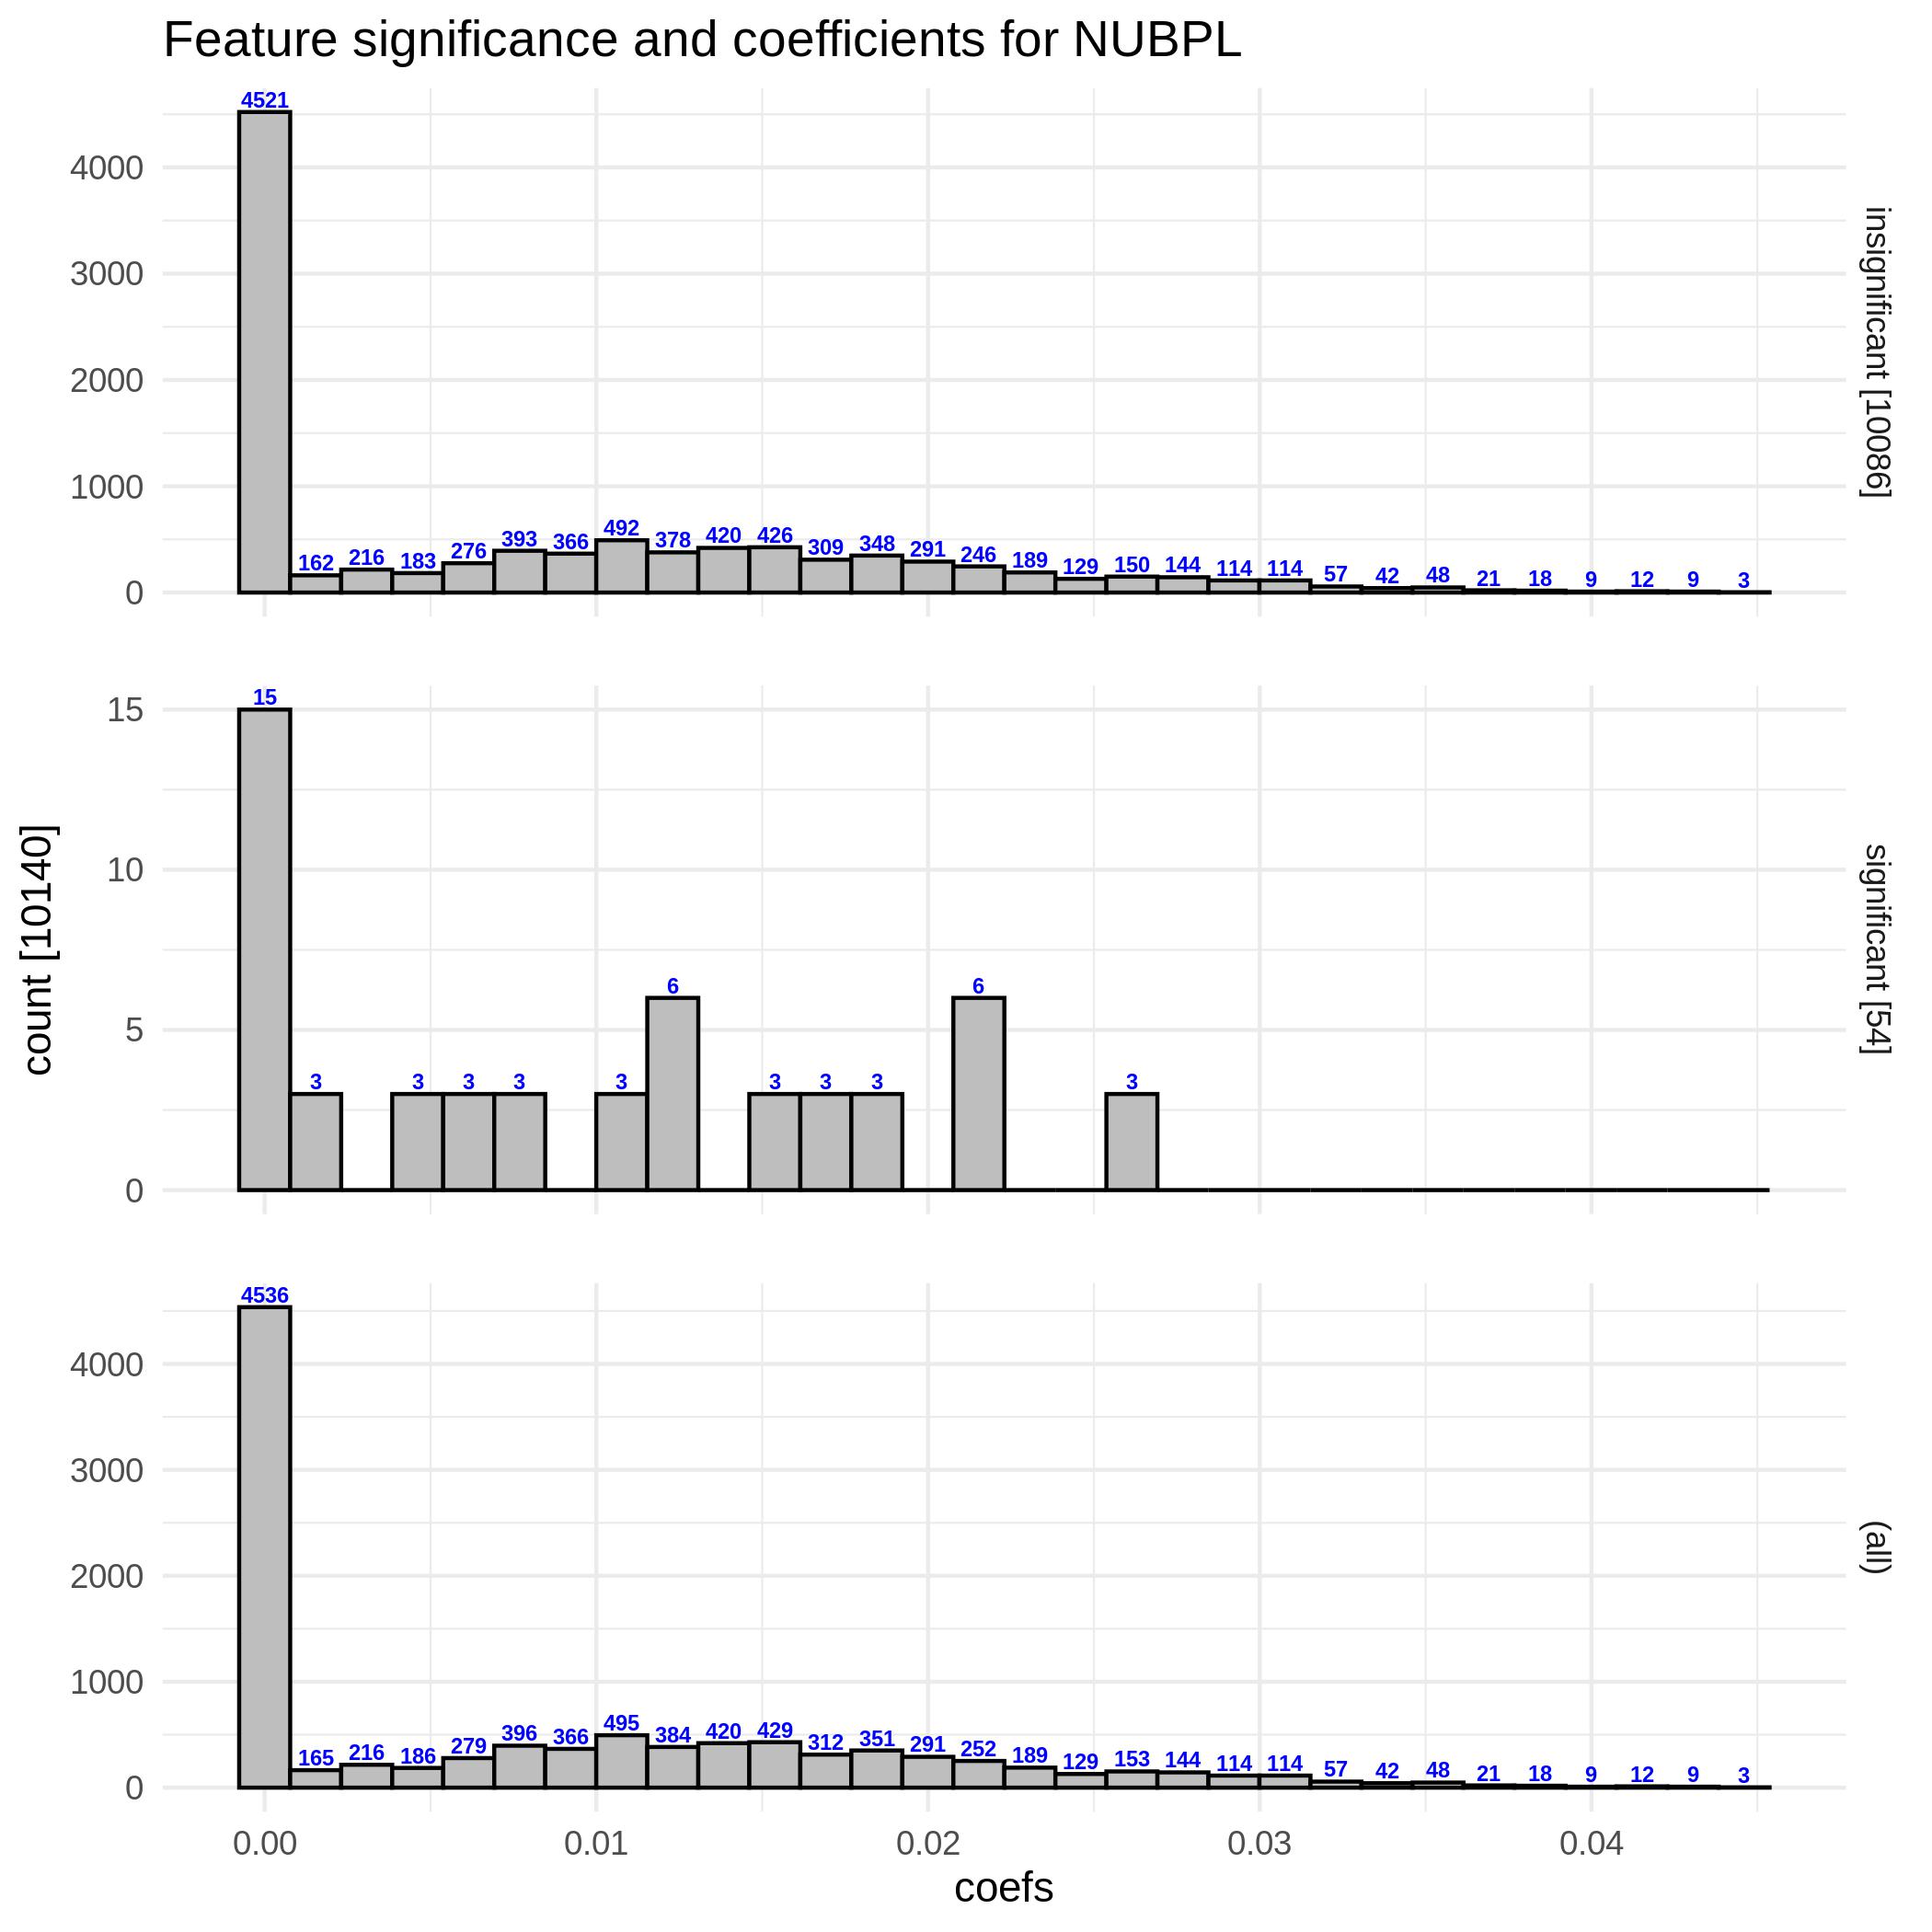 Feature significance and coefficients for NUBPL
4521
4000
3000
2000
1000
0
162 216 183 276 393 366 492 378 420 426 309 348 291 246 189 129 150 144 114 114 57 42 48 21 18 9 12 9 3
insignificant [10086]
15
15
10
5
0
3 3 3 3 3 6 3 3 3 6 3
significant [54]
count [10140]
4536
4000
3000
2000
1000
0
165 216 186 279 396 366 495 384 420 429 312 351 291 252 189 129 153 144 114 114 57 42 48 21 18 9 12 9 3
(all)
0.00 0.01 0.02 0.03 0.04
coefs